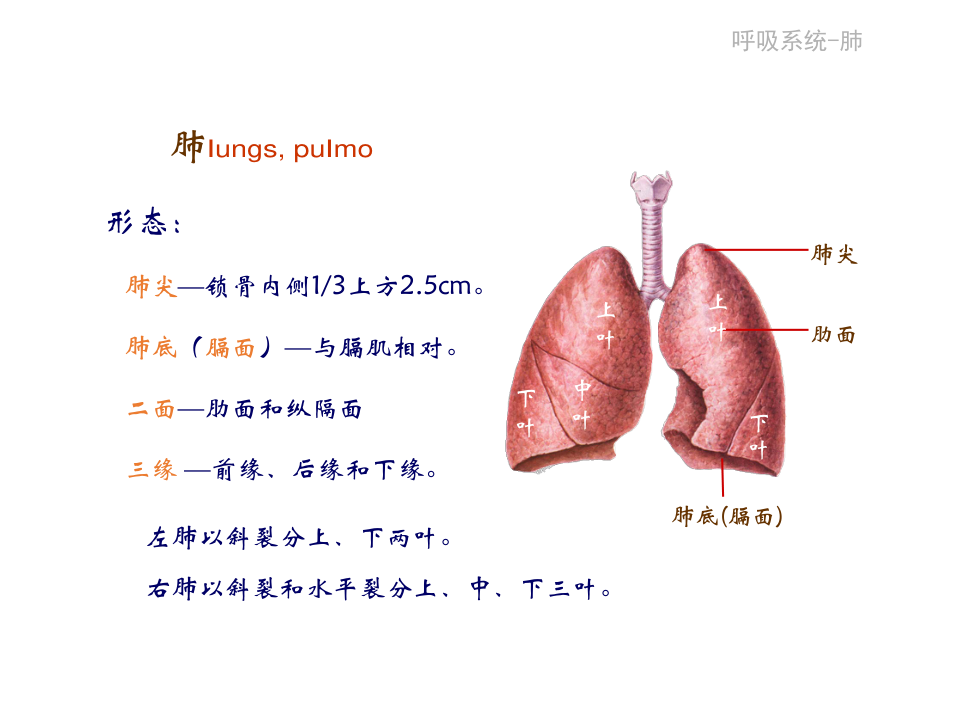 呼吸系统-肺
肺lungs, pulmo
形态：
肺尖—锁骨内侧1/3上方2.5cm。
肺底（膈面）—与膈肌相对。
二面—肋面和纵隔面
三缘 —前缘、后缘和下缘。
左肺以斜裂分上、下两叶。
右肺以斜裂和水平裂分上、中、下三叶。
肺尖
肋面
肺底(膈面)
上叶
中叶
下叶
上叶
下叶